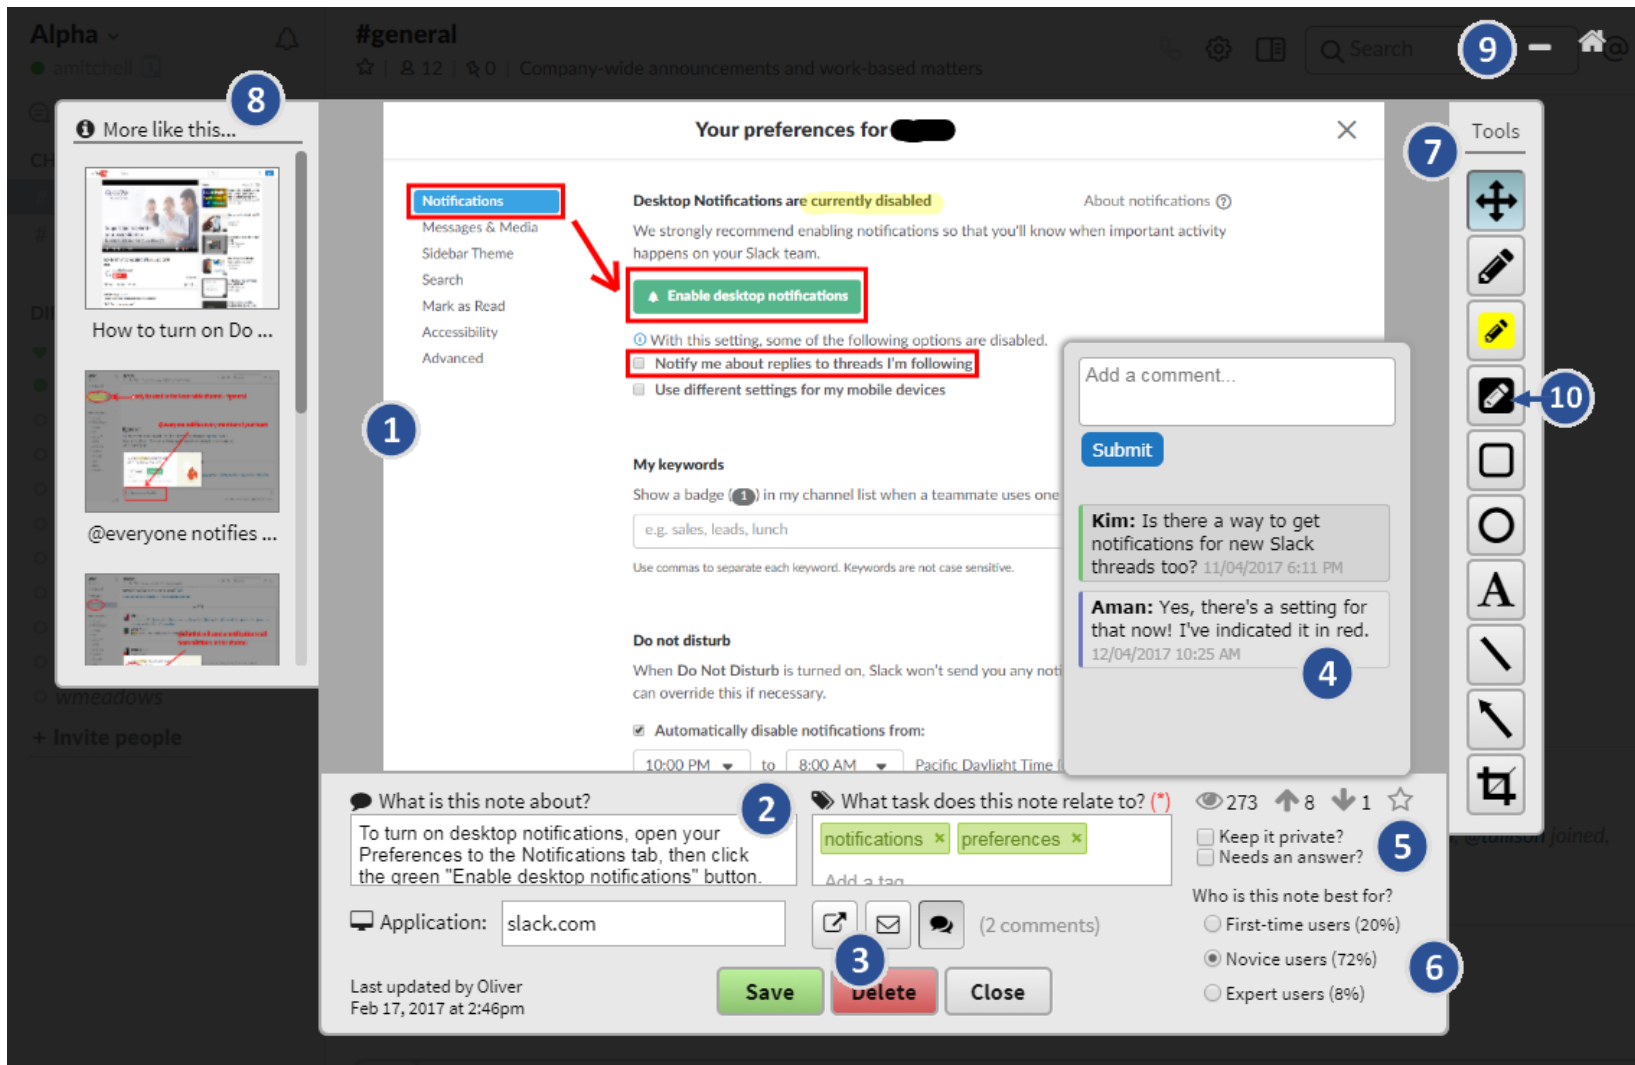 Alpha
amitchell
#general
12 | 0 | Company-wide announcements and work-based matters
Search
9
8
More like this...
How to turn on Do ...
@everyone notifies ...
wmeadows
+ Invite people
Your preferences for
Notifications
Messages & Media
Sidebar Theme
Search
Mark as Read
Accessibility
Advanced
Desktop Notifications are currently disabled
About notifications
We strongly recommend enabling notifications so that you'll know when important activity
happens on your Slack team.
Enable desktop notifications
With this setting, some of the following options are disabled.
Notify me about replies to threads I'm following
Use different settings for my mobile devices
1
My keywords
Show a badge (1) in my channel list when a teammate uses one
e.g. sales, leads, lunch
Use commas to separate each keyword. Keywords are not case sensitive.
Do not disturb
When Do Not Disturb is turned on, Slack won't send you any noti
can override this if necessary.
Automatically disable notifications from:
10:00 PM to 8:00 AM Pacific Daylight Time
Add a comment...
Submit
Kim: Is there a way to get
notifications for new Slack
threads too? 11/04/2017 6:11 PM
Aman: Yes, there's a setting for
that now! I've indicated it in red.
12/04/2017 10:25 AM
4
7
Tools
10
A
What is this note about?
2
To turn on desktop notifications, open your
Preferences to the Notifications tab, then click
the green "Enable desktop notifications" button.
What task does this note relate to? (*)
notifications × preferences ×
Add a tag
273 8 1
Keep it private?
Needs an answer?
5
Who is this note best for?
First-time users (20%)
Novice users (72%)
Expert users (8%)
6
Application: slack.com
(2 comments)
3
Last updated by Oliver
Feb 17, 2017 at 2:46pm
Save
Delete
Close
joined,